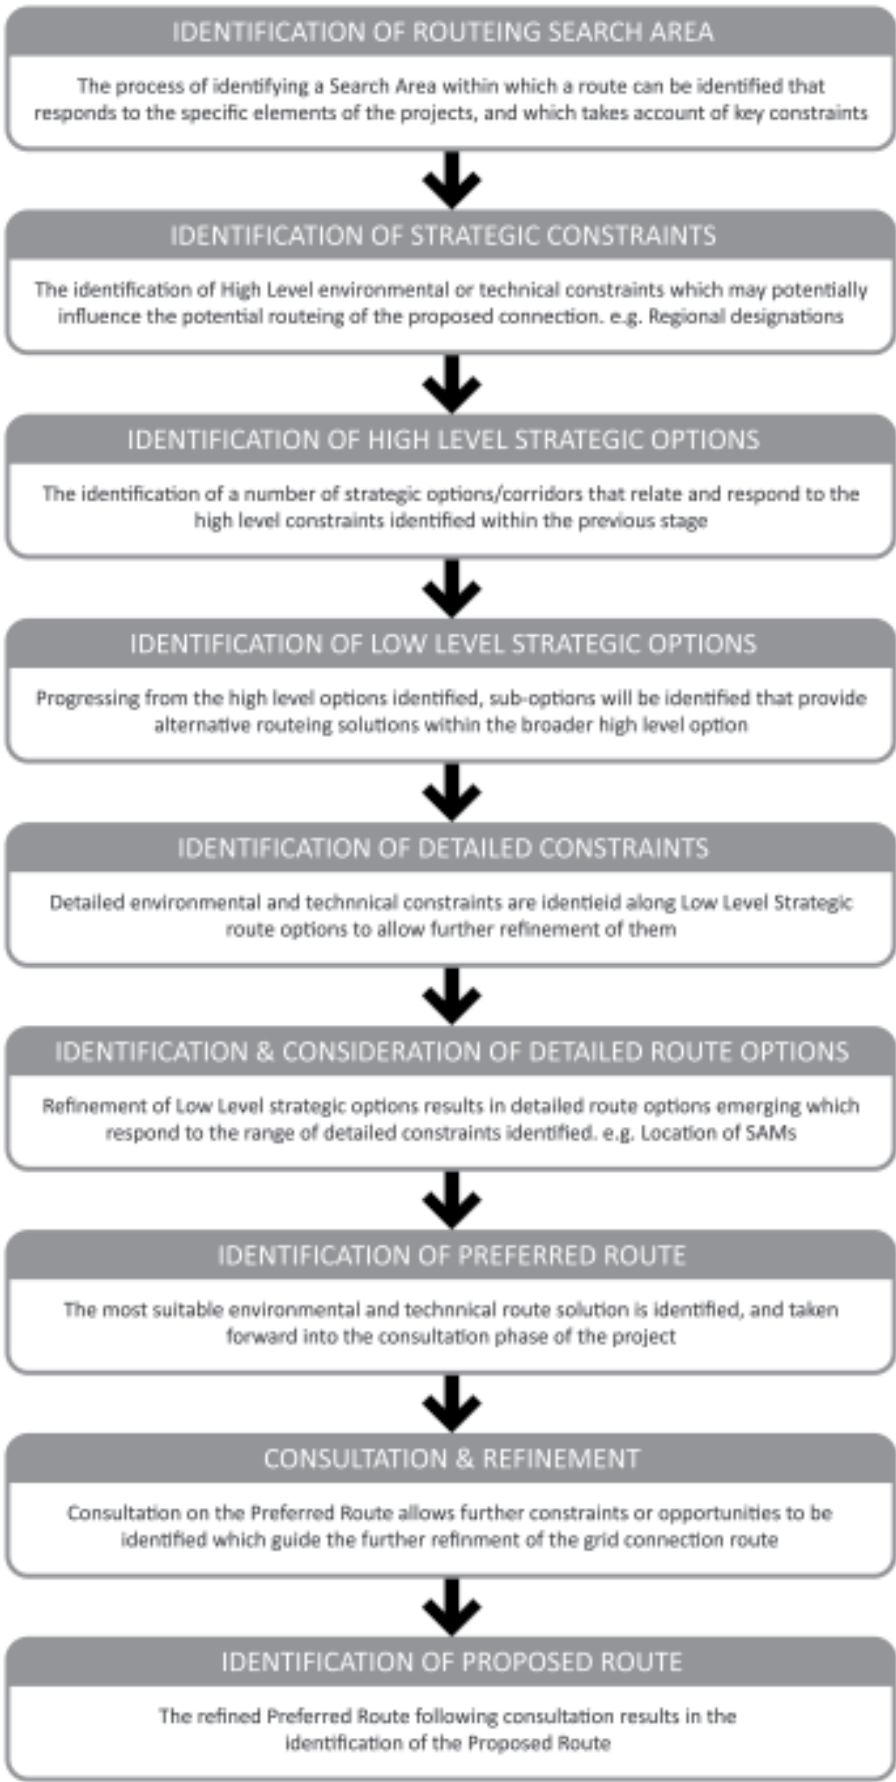 IDENTIFICATION OF ROUTEING SEARCH AREA
The process of identifying a Search Area within which a route can be identified that
responds to the specific elements of the projects, and which takes account of key constraints
IDENTIFICATION OF STRATEGIC CONSTRAINTS
The identification of High Level environmental or technical constraints which may potentially
influence the potential routeing of the proposed connection. e.g. Regional designations
IDENTIFICATION OF HIGH LEVEL STRATEGIC OPTIONS
The identification of a number of strategic options/corridors that relate and respond to the
high level constraints identified within the previous stage
IDENTIFICATION OF LOW LEVEL STRATEGIC OPTIONS
Progressing from the high level options identified, sub-options will be identified that provide
alternative routeing solutions within the broader high level option
IDENTIFICATION OF DETAILED CONSTRAINTS
Detailed environmental and technnical constraints are identieid along Low Level Strategic
route options to allow further refinement of them
IDENTIFICATION & CONSIDERATION OF DETAILED ROUTE OPTIONS
Refinement of Low Level strategic options results in detailed route options emerging which
respond to the range of detailed constraints identified. e.g. Location of SAMs
IDENTIFICATION OF PREFERRED ROUTE
The most suitable environmental and technnical route solution is identified, and taken
forward into the consultation phase of the project
CONSULTATION & REFINEMENT
Consultation on the Preferred Route allows further constraints or opportunities to be
identified which guide the further refinment of the grid connection route
IDENTIFICATION OF PROPOSED ROUTE
The refined Preferred Route following consultation results in the
identification of the Proposed Route